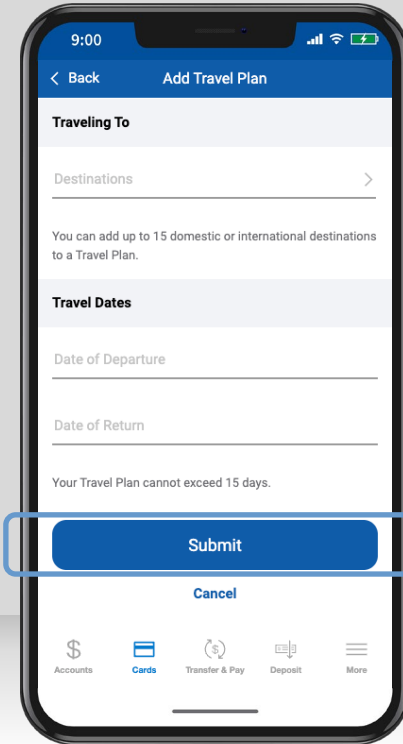 9:00
Back
Add Travel Plan
Traveling To
Destinations
You can add up to 15 domestic or international destinations
to a Travel Plan.
Travel Dates
Date of Departure
Date of Return
Your Travel Plan cannot exceed 15 days.
Submit
Cancel
Accounts
Cards
Transfer & Pay
Deposit
More